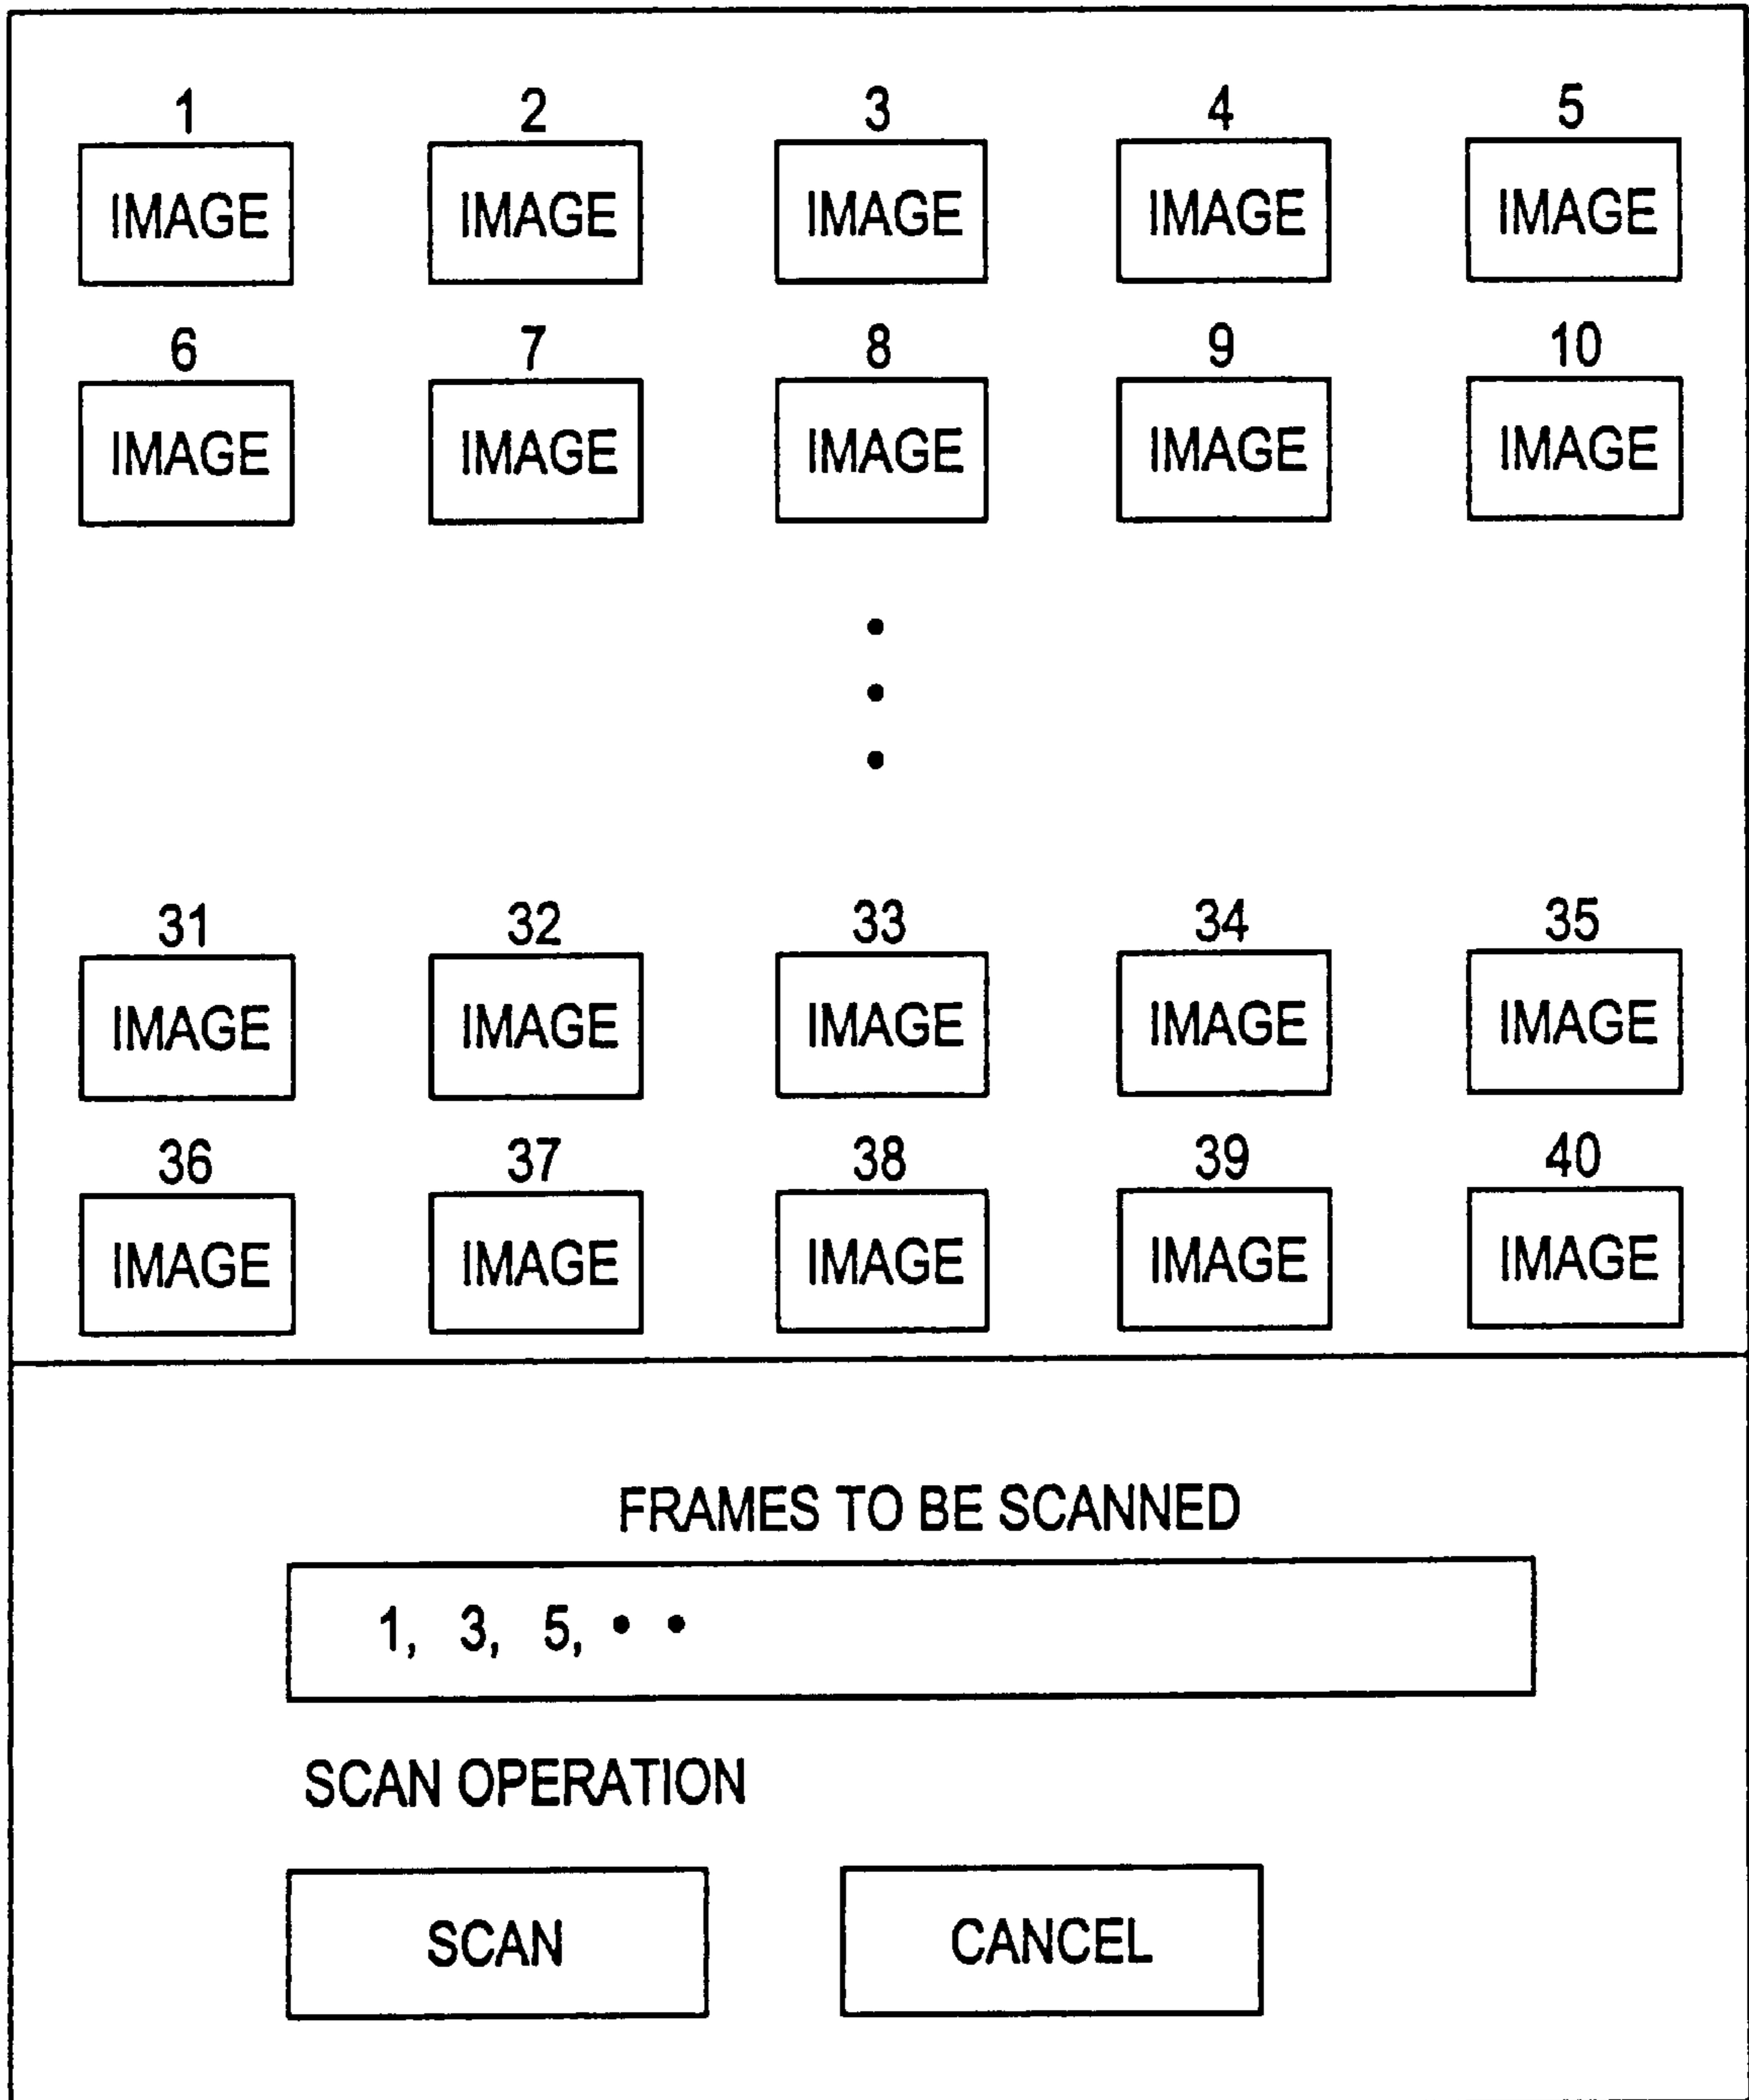 1 2 3 4 5
IMAGE IMAGE IMAGE IMAGE IMAGE
6 7 8 9 10
IMAGE IMAGE IMAGE IMAGE IMAGE
•
•
•
31 32 33 34 35
IMAGE IMAGE IMAGE IMAGE IMAGE
36 37 38 39 40
IMAGE IMAGE IMAGE IMAGE IMAGE
FRAMES TO BE SCANNED
1, 3, 5, • •
SCAN OPERATION
SCAN CANCEL